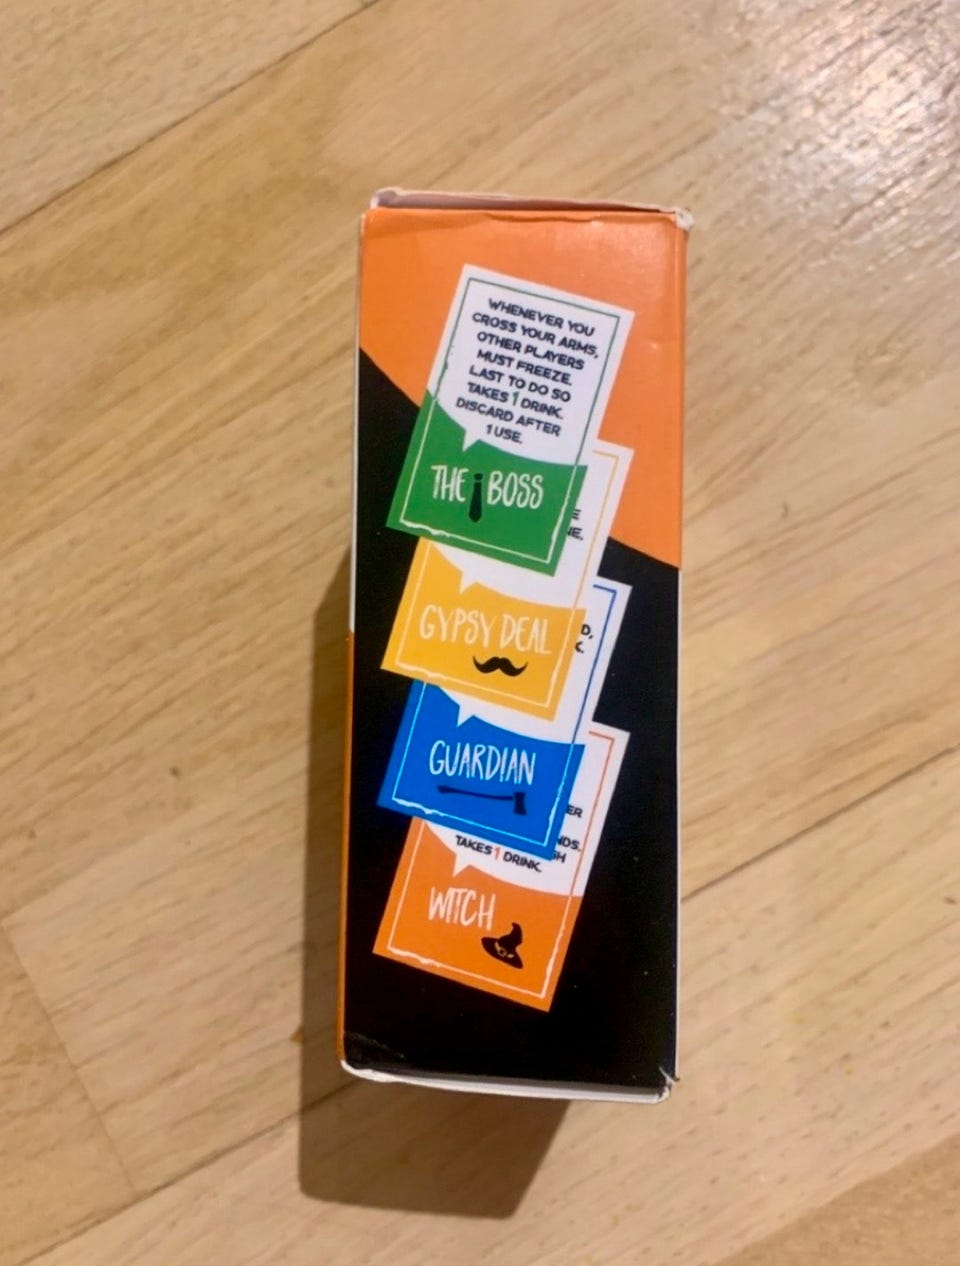 WHENEVER YOU
CROSS YOUR ARMS,
OTHER PLAYERS
MUST FREEZE.
LAST TO DO SO
TAKES 1 DRINK.
DISCARD AFTER
1 USE.
THE BOSS
GYPSY DEAL
GUARDIAN
TAKES 1 DRINK.
WITCH